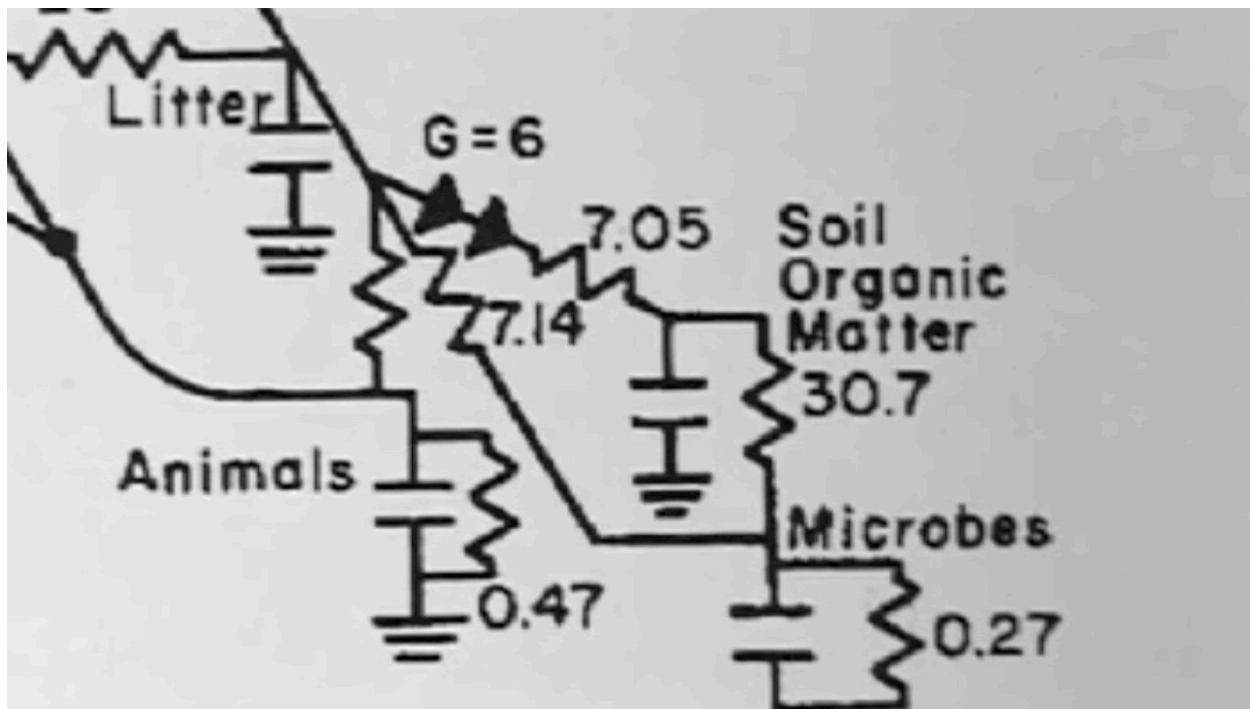 Litter
G = 6
7.05
Soil
Organic
Matter
7.14
30.7
Animals
Microbes
0.47
0.27